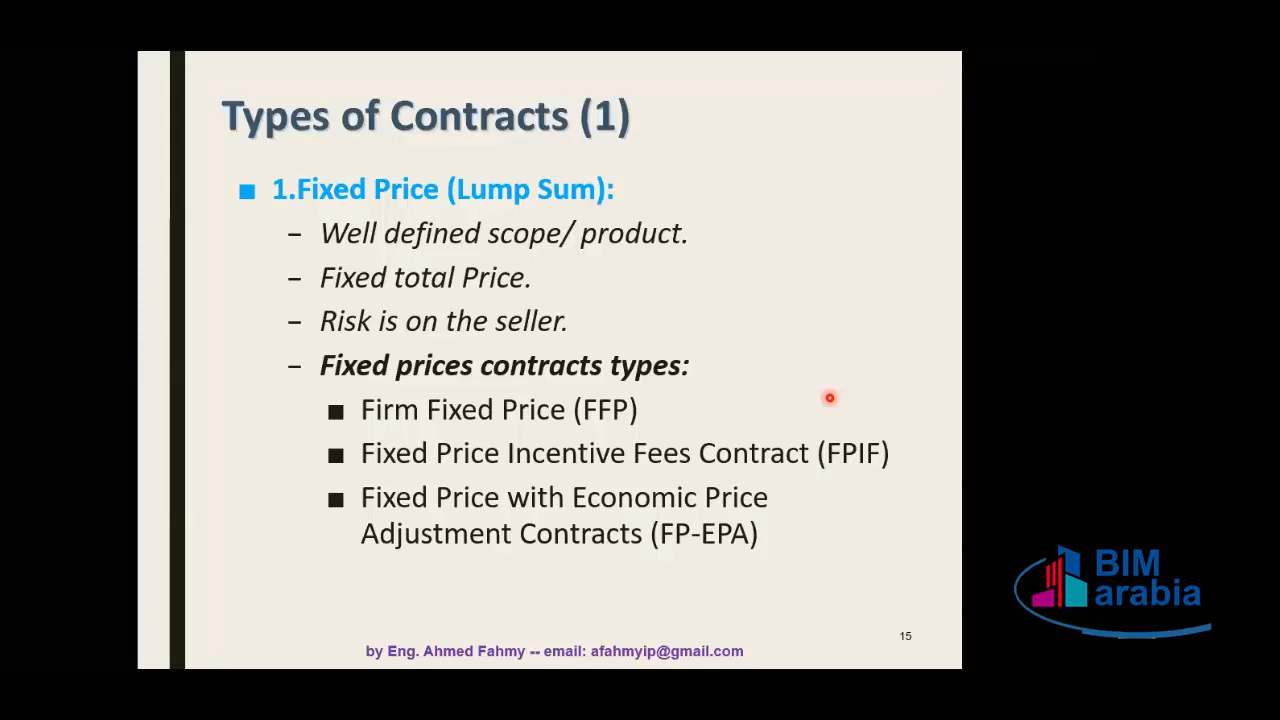 Types of Contracts (1)
■ 1.Fixed Price (Lump Sum):
– Well defined scope/ product.
– Fixed total Price.
– Risk is on the seller.
– Fixed prices contracts types:
■ Firm Fixed Price (FFP)
■ Fixed Price Incentive Fees Contract (FPIF)
■ Fixed Price with Economic Price
Adjustment Contracts (FP-EPA)
15
by Eng. Ahmed Fahmy -- email: afahmyip@gmail.com
BIM
arabia